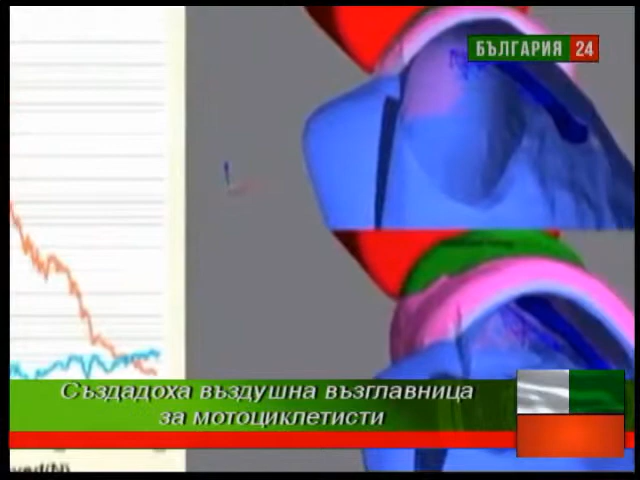 БЪЛГАРИЯ 24
Създадоха въздушна възглавница
за мотоциклетисти